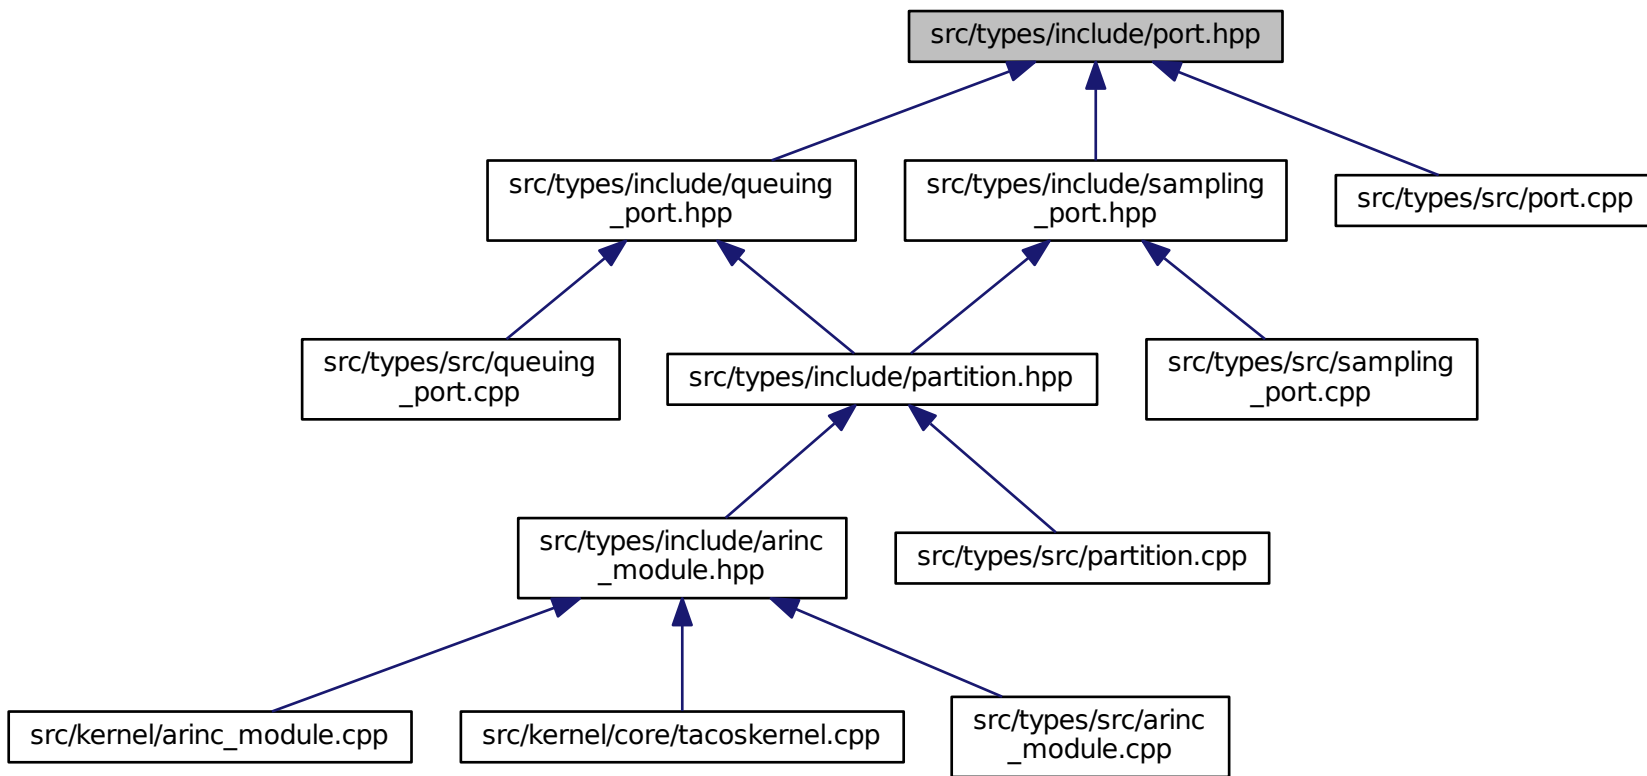 src/types/include/port.hpp
src/types/include/queuing
_port.hpp
src/types/include/sampling
_port.hpp
src/types/src/port.cpp
src/types/src/queuing
_port.cpp
src/types/include/partition.hpp
src/types/src/sampling
_port.cpp
src/types/include/arinc
_module.hpp
src/types/src/partition.cpp
src/kernel/arinc_module.cpp
src/kernel/core/tacoskernel.cpp
src/types/src/arinc
_module.cpp